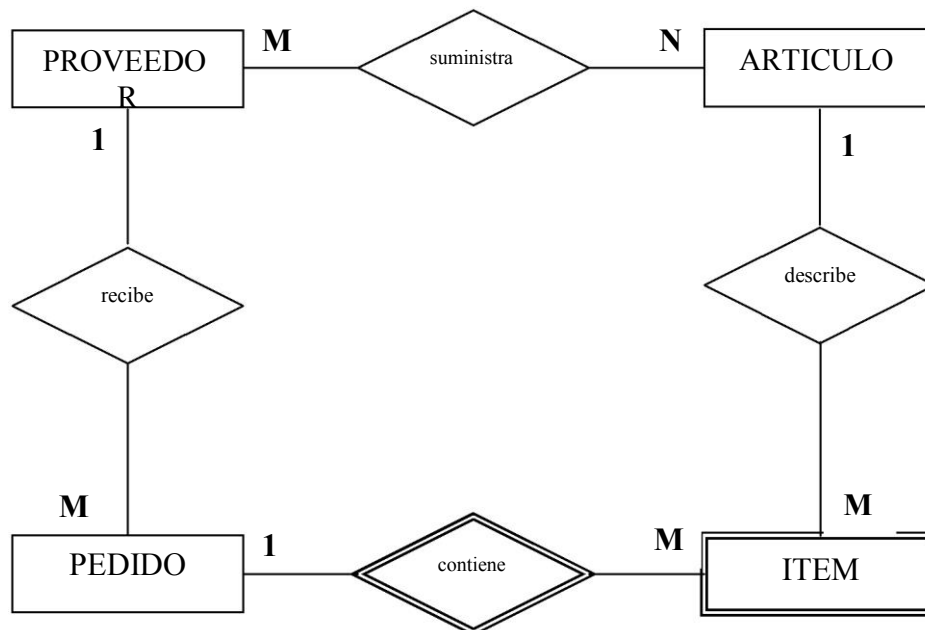 PROVEEDO
R
M
suministra
N
ARTICULO
1
1
recibe
describe
M
M
PEDIDO
1
contiene
M
ITEM